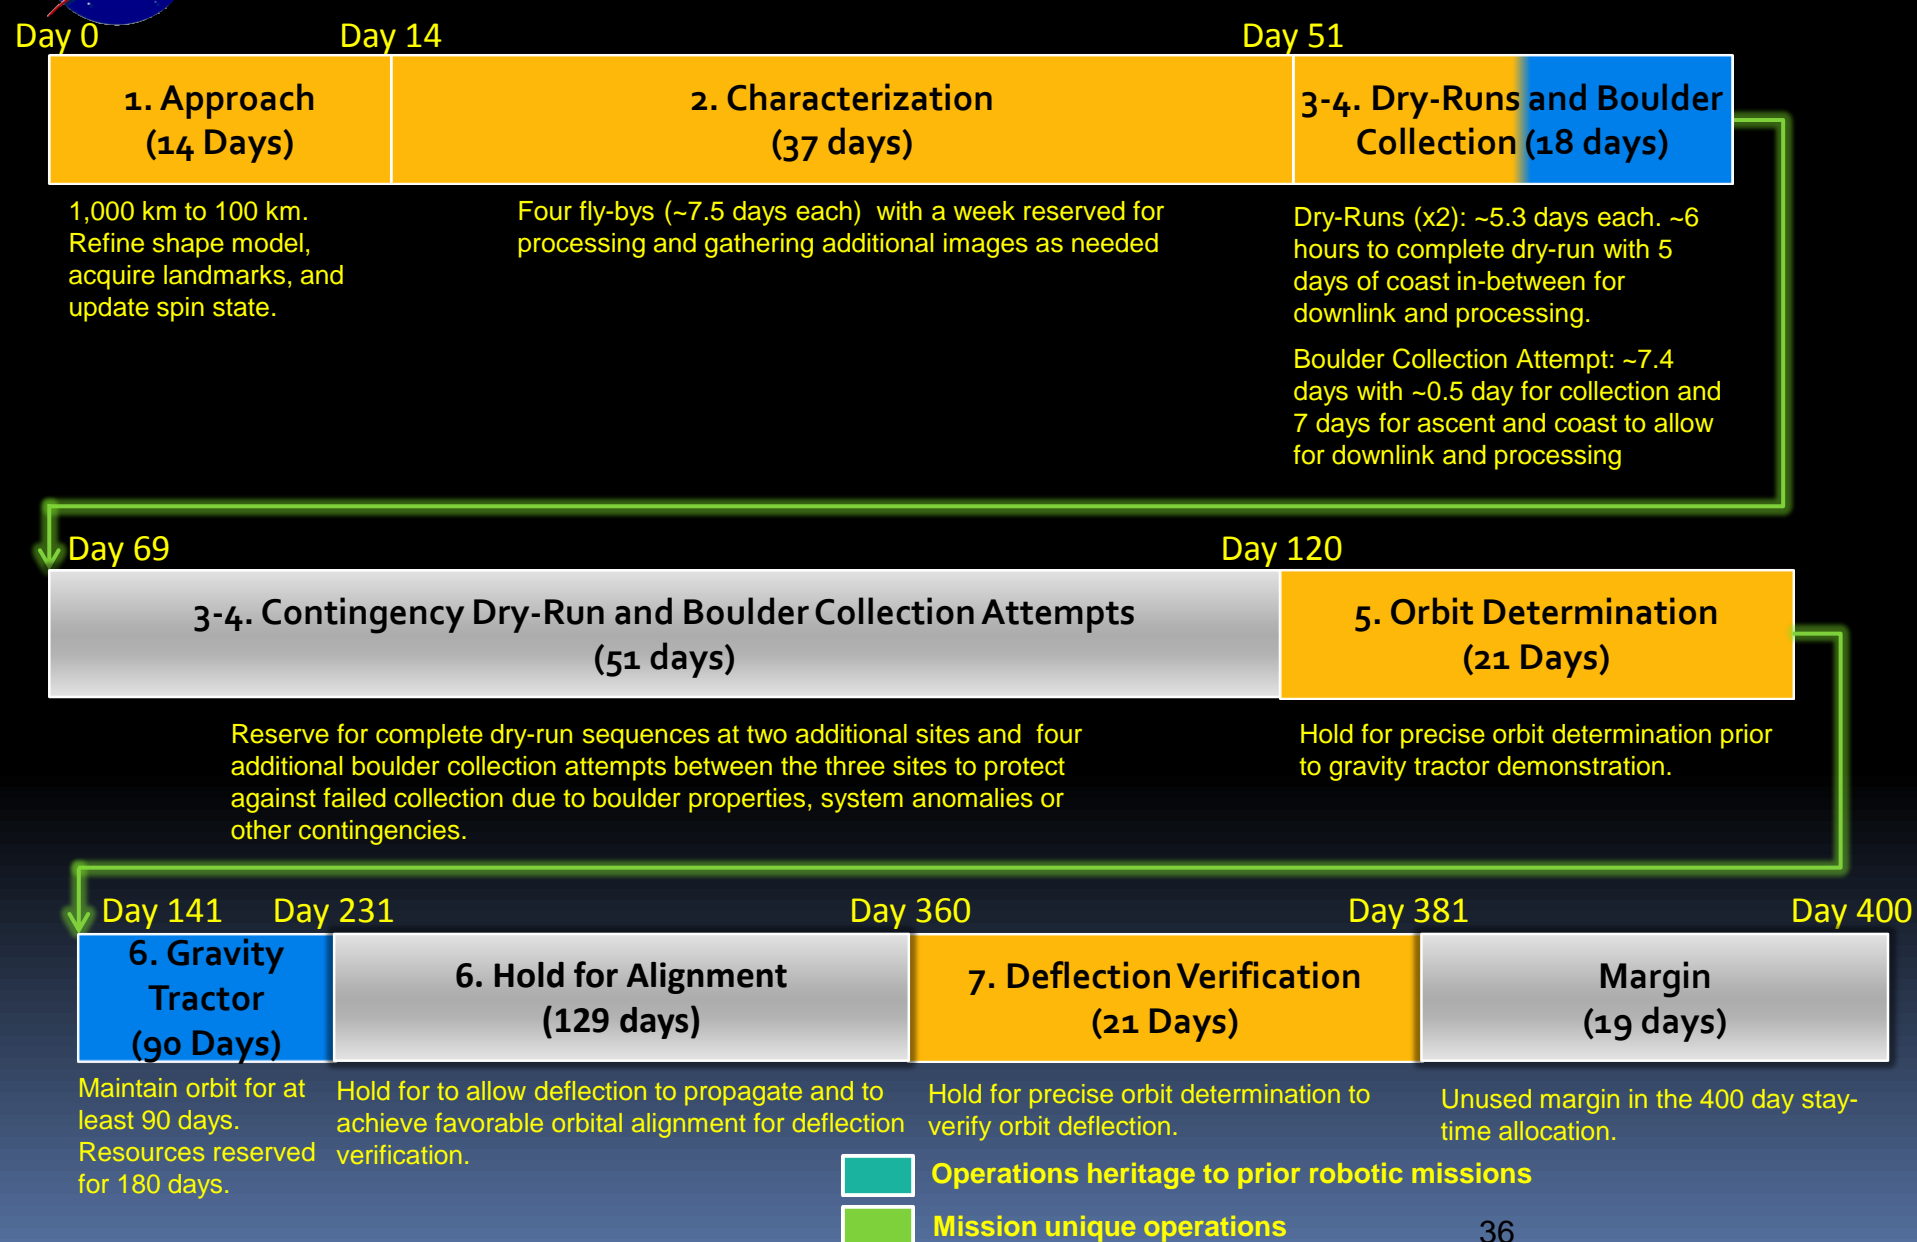 Day 0
Day 14
Day 51
1. Approach
(14 Days)
2. Characterization
(37 days)
3-4. Dry-Runs and Boulder
Collection (18 days)
1,000 km to 100 km.
Refine shape model,
acquire landmarks, and
update spin state.
Four fly-bys (~7.5 days each) with a week reserved for
processing and gathering additional images as needed
Dry-Runs (x2): ~5.3 days each. ~6
hours to complete dry-run with 5
days of coast in-between for
downlink and processing.
Boulder Collection Attempt: ~7.4
days with ~0.5 day for collection and
7 days for ascent and coast to allow
for downlink and processing
Day 69
Day 120
3-4. Contingency Dry-Run and Boulder Collection Attempts
(51 days)
5. Orbit Determination
(21 Days)
Reserve for complete dry-run sequences at two additional sites and four
additional boulder collection attempts between the three sites to protect
against failed collection due to boulder properties, system anomalies or
other contingencies.
Hold for precise orbit determination prior
to gravity tractor demonstration.
Day 141
Day 231
Day 360
Day 381
Day 400
6. Gravity
Tractor
(90 Days)
6. Hold for Alignment
(129 days)
7. Deflection Verification
(21 Days)
Margin
(19 days)
Maintain orbit for at
least 90 days.
Resources reserved
for 180 days.
Hold for to allow deflection to propagate and to
achieve favorable orbital alignment for deflection
verification.
Hold for precise orbit determination to
verify orbit deflection.
Unused margin in the 400 day stay-
time allocation.
Operations heritage to prior robotic missions
Mission unique operations
36